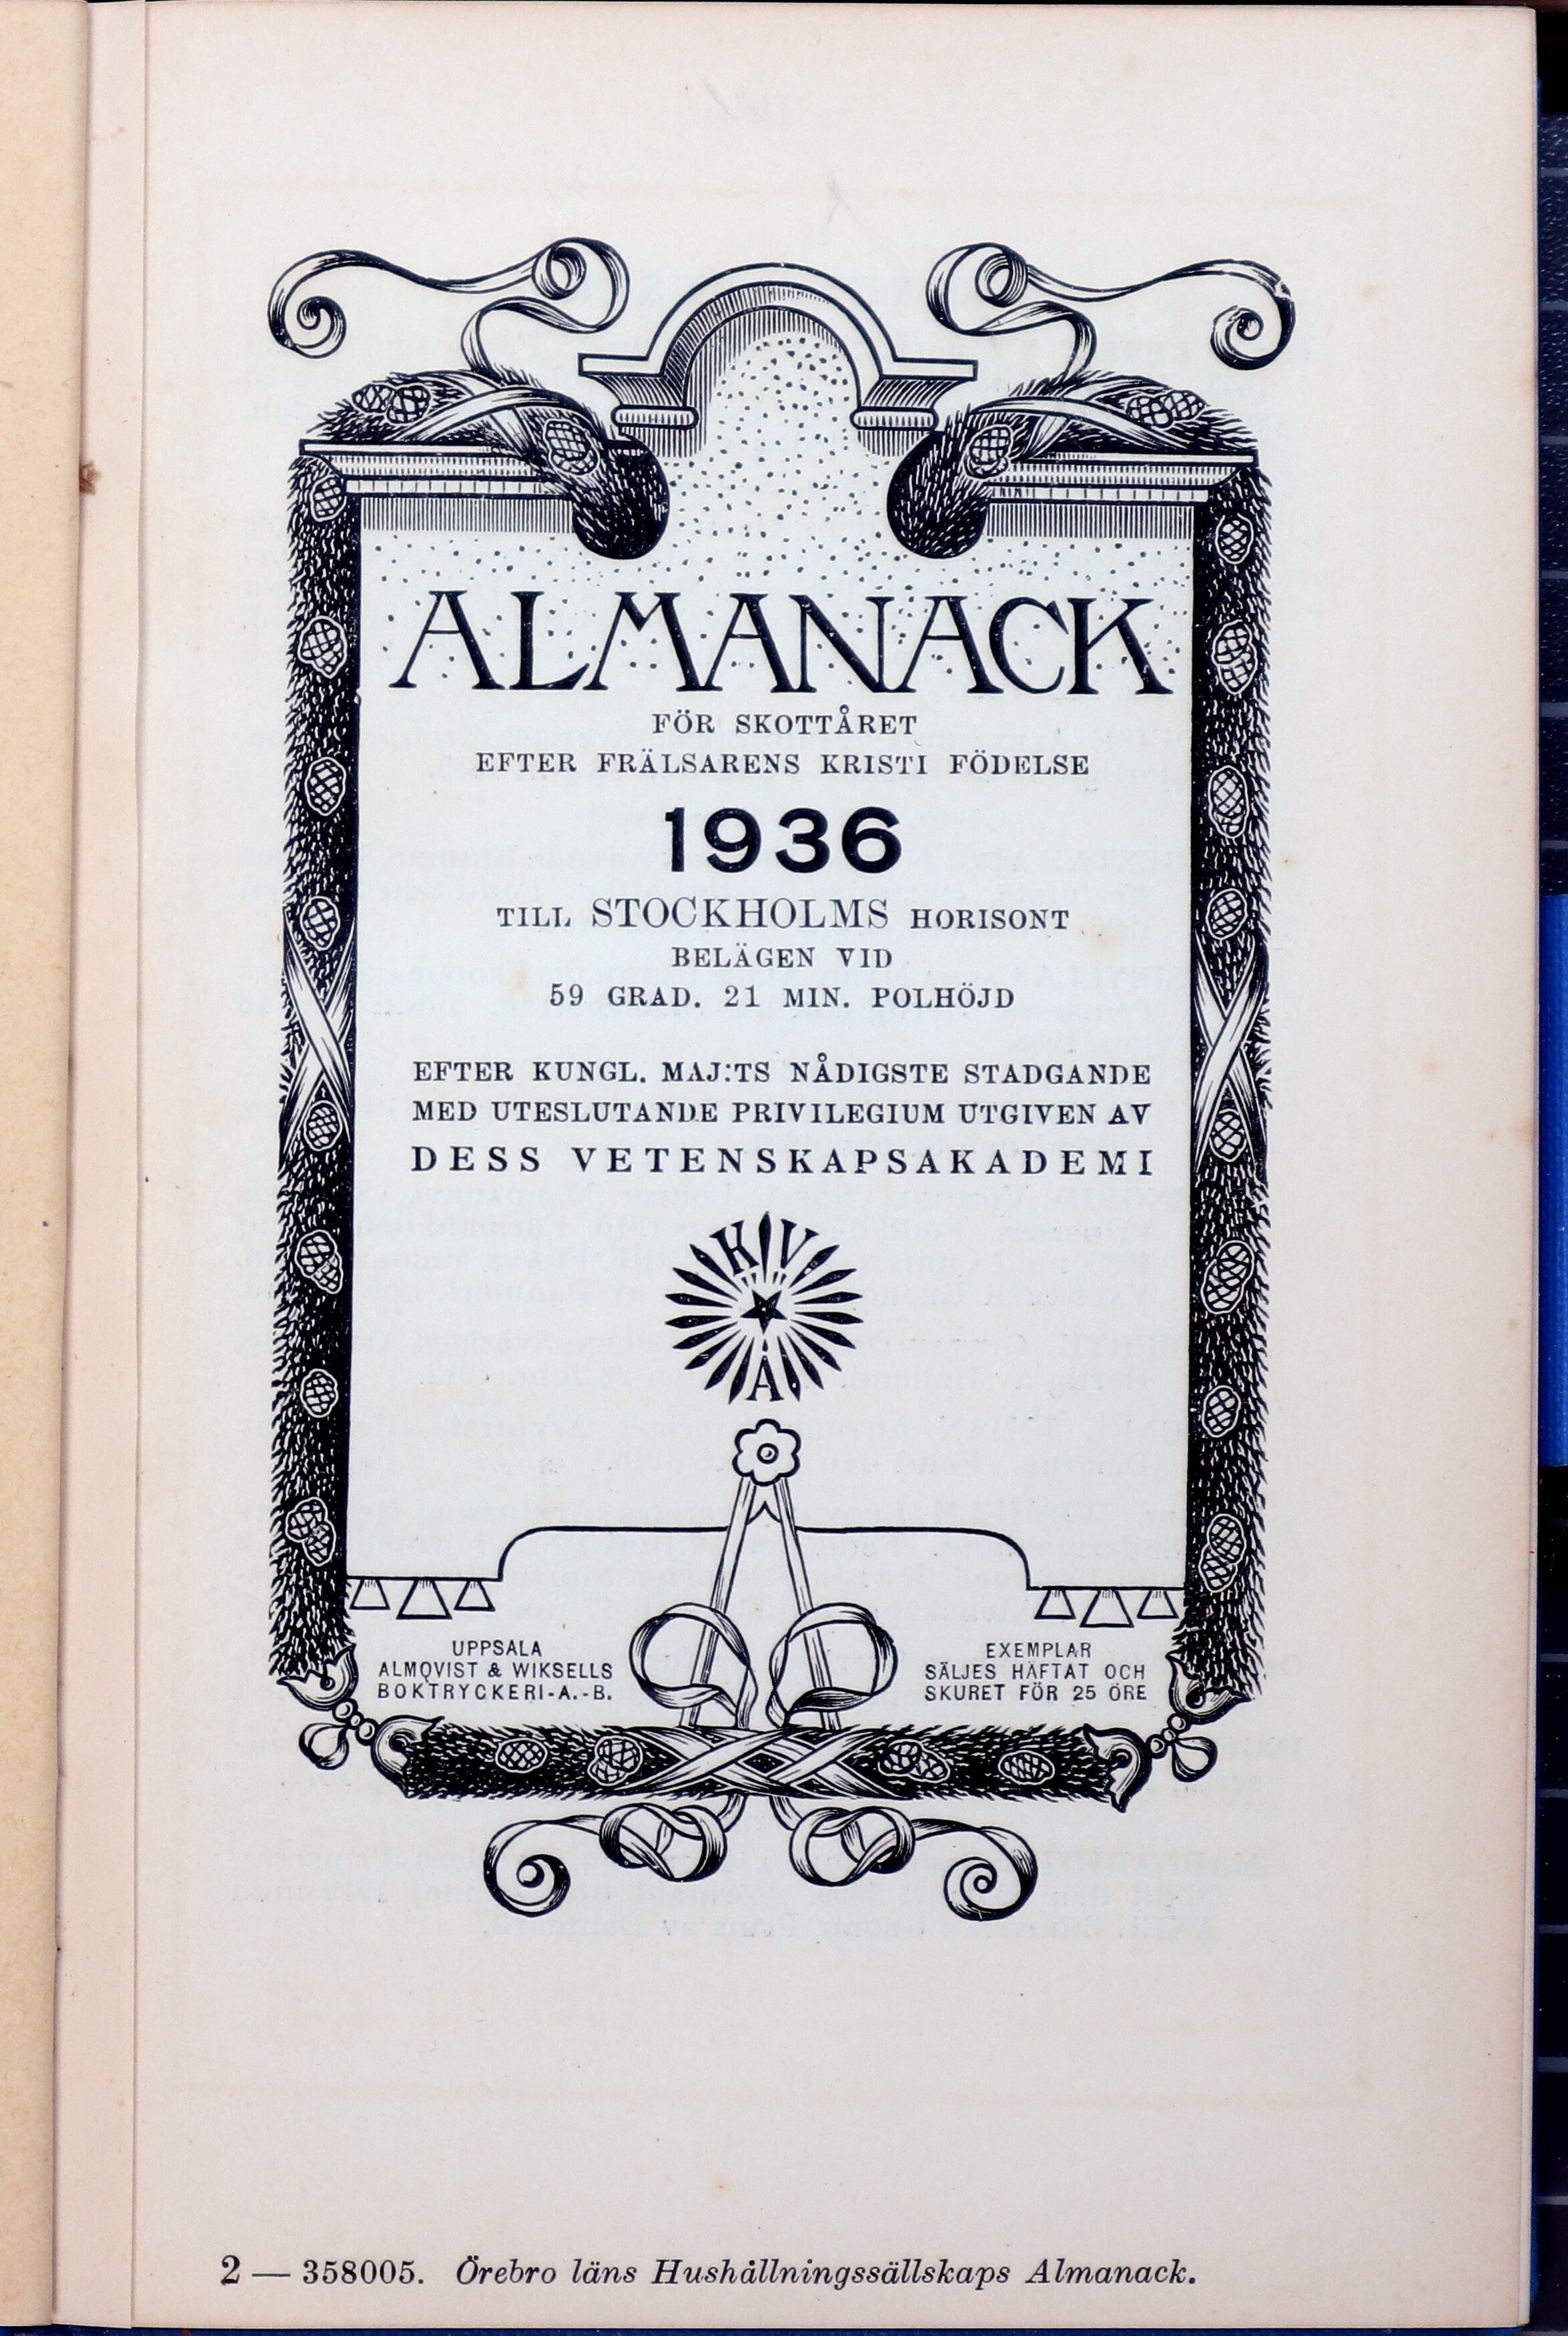 ALMANACK
FÖR SKOTTÅRET
EFTER FRÄLSARENS KRISTI FÖDELSE
1936
TILL STOCKHOLMS HORISONT
BELÄGEN VID
59 GRAD. 21 MIN. POLHÖJD
EFTER KUNGL. MAJ:TS NÅDIGSTE STADGANDE
MED UTESLUTANDE PRIVILEGIUM UTGIVEN AV
DESS VETENSKAPSAKADEMI
K V
A
UPPSALA
ALMQVIST & WIKSELLS
BOKTRYCKERI-A.-B.
EXEMPLAR
SÄLJES HÄFTAT OCH
SKURET FÖR 25 ÖRE
2 — 358005. Örebro läns Hushållningssällskaps Almanack.